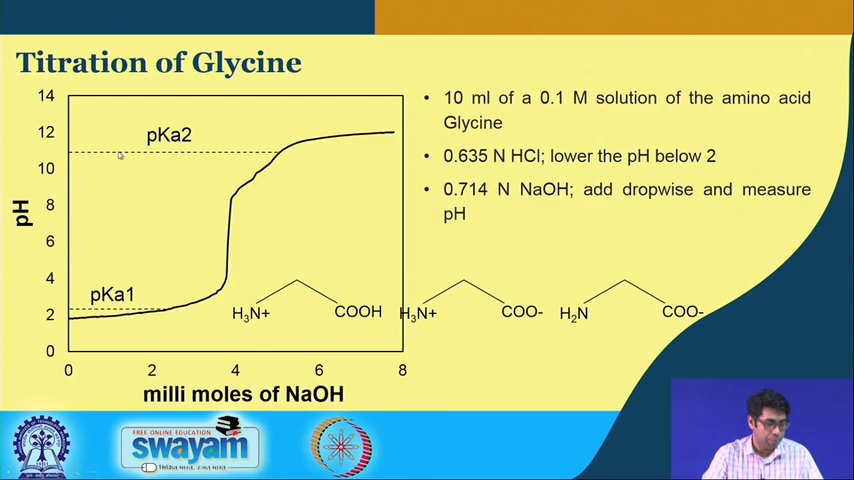 Titration of Glycine
14
12
10
8
6
4
2
0
pH
pKa2
pKa1
0 2 4 6 8
milli moles of NaOH
H3N+ COOH H3N+ COO- H2N COO-
• 10 ml of a 0.1 M solution of the amino acid
Glycine
• 0.635 N HCl; lower the pH below 2
• 0.714 N NaOH; add dropwise and measure
pH
FREE ONLINE EDUCATION
swayam